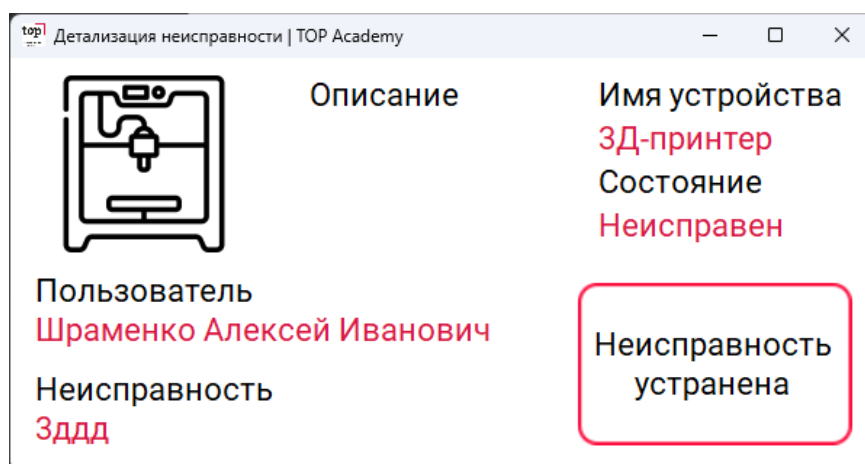 top
Детализация неисправности | TOP Academy
Описание
Имя устройства
3Д-принтер
Состояние
Неисправен
Пользователь
Шраменко Алексей Иванович
Неисправность
3ддд
Неисправность
устранена